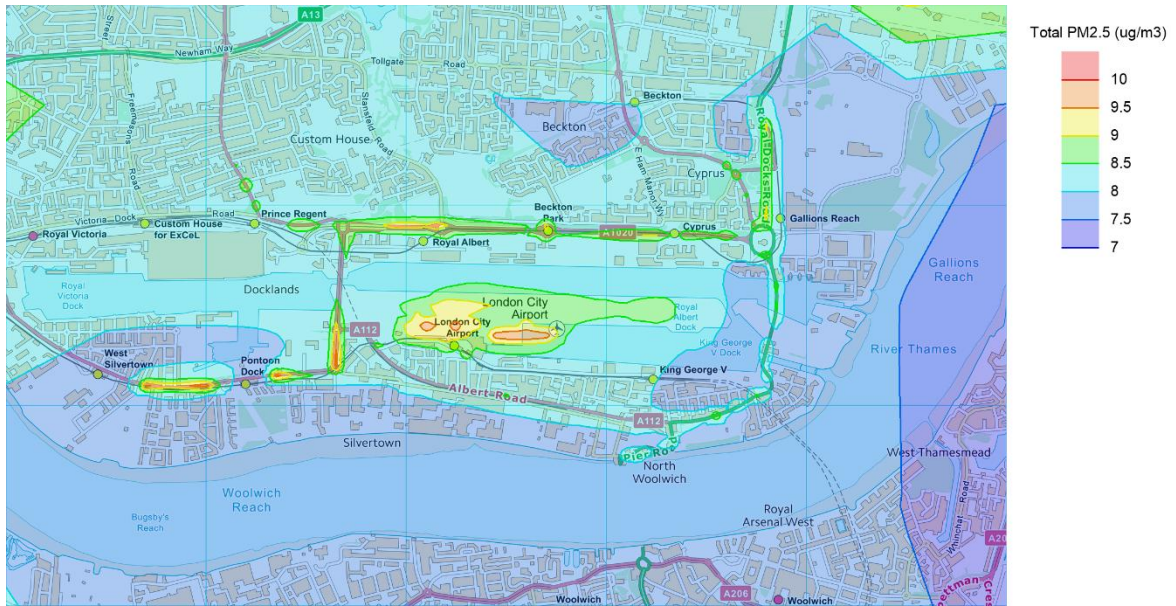 Total PM2.5 (ug/m3)
10
9.5
9
8.5
8
7.5
7
A13
Newham Way
Tollgate Road
Freemasons Road
Stansfeld Road
Custom House
Beckton
Beckton
E Ham Manor Wy
Cyprus
Royal Docks Road
Victoria Dock Road
Prince Regent
Custom House
for ExCeL
Royal Victoria
Beckton
Park
Royal Albert
A1020
Cyprus
Gallions Reach
Gallions
Reach
Docklands
Royal
Victoria
Dock
London City
Airport
London City
Airport
Royal
Albert
Dock
A112
King George
V Dock
River Thames
West
Silvertown
Pontoon
Dock
King George V
Albert Road
A112
Silvertown
Pier Road
North
Woolwich
West Thamesmead
Whinchat Road
Woolwich
Reach
Bugsby's
Reach
Royal
Arsenal West
A20
pettman Cres
Woolwich
A206
Woolwich